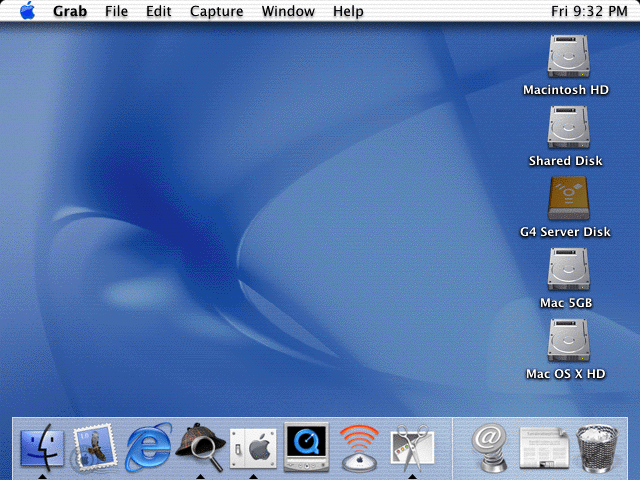 Grab File Edit Capture Window Help Fri 9:32 PM
Macintosh HD
Shared Disk
G4 Server Disk
Mac 5GB
Mac OS X HD
@